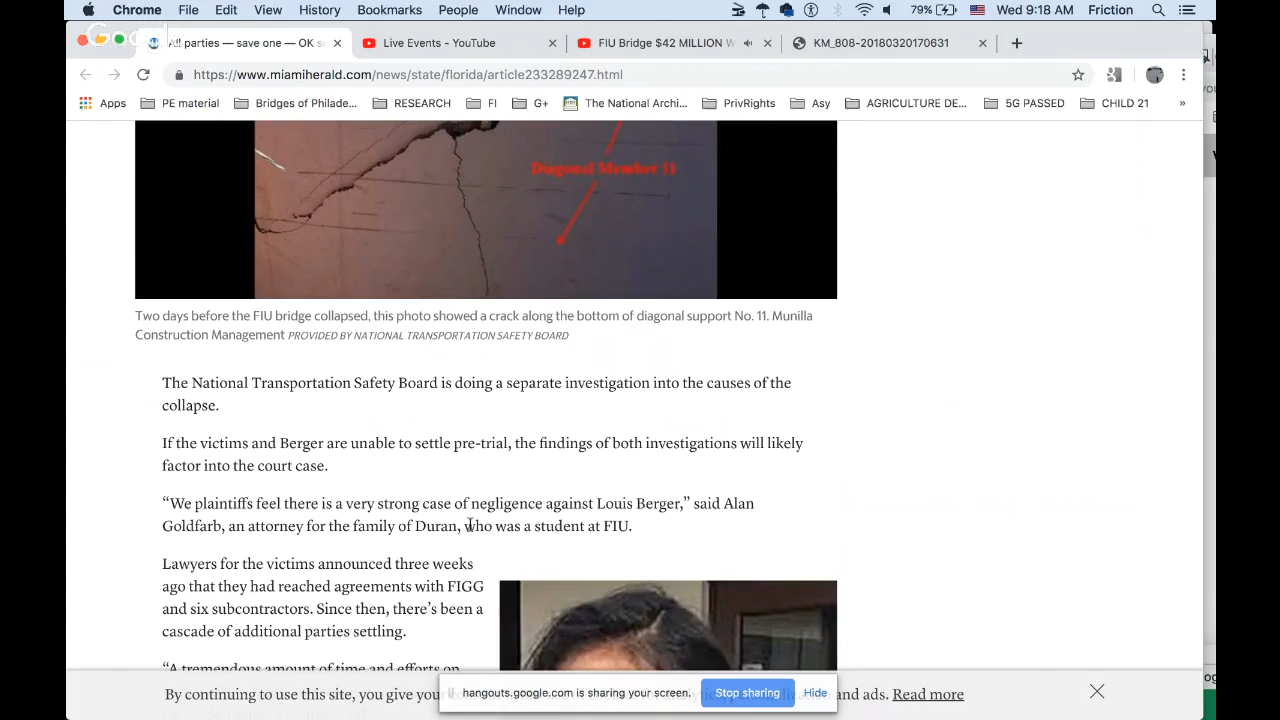 Chrome File Edit View History Bookmarks People Window Help 79% Wed 9:18 AM Friction
All parties — save one — OK se Live Events - YouTube FIU Bridge $42 MILLION W KM_808-20180320170631
https://www.miamiherald.com/news/state/florida/article233289247.html
Apps PE material Bridges of Philade... RESEARCH FI G+ The National Archi... PrivRights Asy AGRICULTURE DE... 5G PASSED CHILD 21 »
Diagonal Member 11
Two days before the FIU bridge collapsed, this photo showed a crack along the bottom of diagonal support No. 11. Munilla
Construction Management PROVIDED BY NATIONAL TRANSPORTATION SAFETY BOARD
The National Transportation Safety Board is doing a separate investigation into the causes of the
collapse.
If the victims and Berger are unable to settle pre-trial, the findings of both investigations will likely
factor into the court case.
“We plaintiffs feel there is a very strong case of negligence against Louis Berger,” said Alan
Goldfarb, an attorney for the family of Duran, who was a student at FIU.
Lawyers for the victims announced three weeks
ago that they had reached agreements with FIGG
and six subcontractors. Since then, there’s been a
cascade of additional parties settling.
“A tremendous amount of time and efforts on
By continuing to use this site, you give your and ads. Read more
hangouts.google.com is sharing your screen. Stop sharing Hide